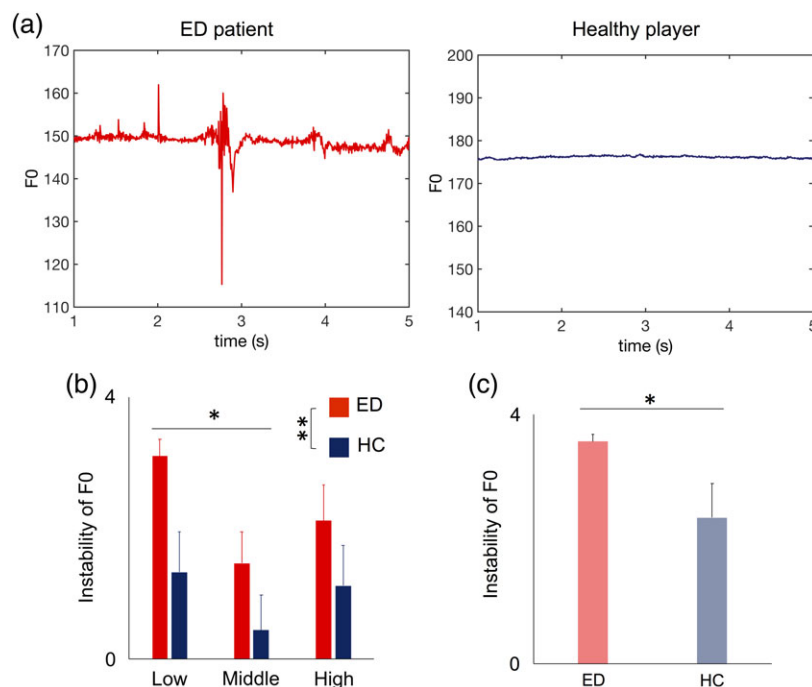 (a)
ED patient
170
160
150
140
130
120
110
F0
1 2 3 4 5
time (s)
Healthy player
200
190
180
170
160
150
140
F0
1 2 3 4 5
time (s)
(b)
4
0
Instability of F0
*
**
ED
HC
Low Middle High
(c)
4
0
Instability of F0
*
ED HC